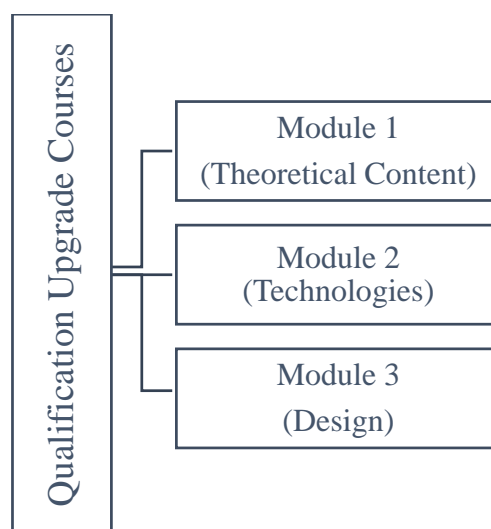 Qualification Upgrade Courses
Module 1
(Theoretical Content)
Module 2
(Technologies)
Module 3
(Design)